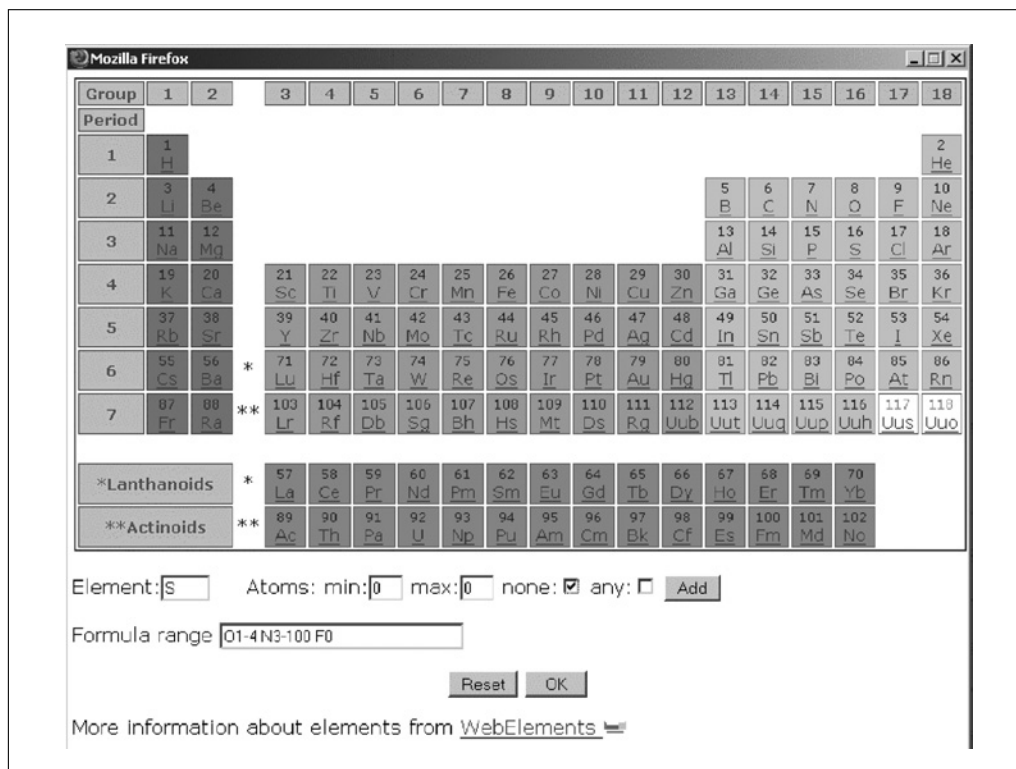 Mozilla Firefox
Group 1 2 3 4 5 6 7 8 9 10 11 12 13 14 15 16 17 18
Period
1 2
1 H He
3 4 5 6 7 8 9 10
2 Li Be B C N O F Ne
11 12 13 14 15 16 17 18
3 Na Mg Al Si P S Cl Ar
19 20 21 22 23 24 25 26 27 28 29 30 31 32 33 34 35 36
4 K Ca Sc Ti V Cr Mn Fe Co Ni Cu Zn Ga Ge As Se Br Kr
37 38 39 40 41 42 43 44 45 46 47 48 49 50 51 52 53 54
5 Rb Sr Y Zr Nb Mo Tc Ru Rh Pd Ag Cd In Sn Sb Te I Xe
55 56 71 72 73 74 75 76 77 78 79 80 81 82 83 84 85 86
6 Cs Ba * Lu Hf Ta W Re Os Ir Pt Au Hg Tl Pb Bi Po At Rn
87 88 103 104 105 106 107 108 109 110 111 112 113 114 115 116 117 118
7 Fr Ra ** Lr Rf Db Sg Bh Hs Mt Ds Rg Uub Uut Uuq Uup Uuh Uus Uuo
57 58 59 60 61 62 63 64 65 66 67 68 69 70
*Lanthanoids * La Ce Pr Nd Pm Sm Eu Gd Tb Dy Ho Er Tm Yb
89 90 91 92 93 94 95 96 97 98 99 100 101 102
**Actinoids ** Ac Th Pa U Np Pu Am Cm Bk Cf Es Fm Md No
Element: S Atoms: min: 0 max: 0 none: any: Add
Formula range O1-4 N3-100 F0
Reset OK
More information about elements from WebElements